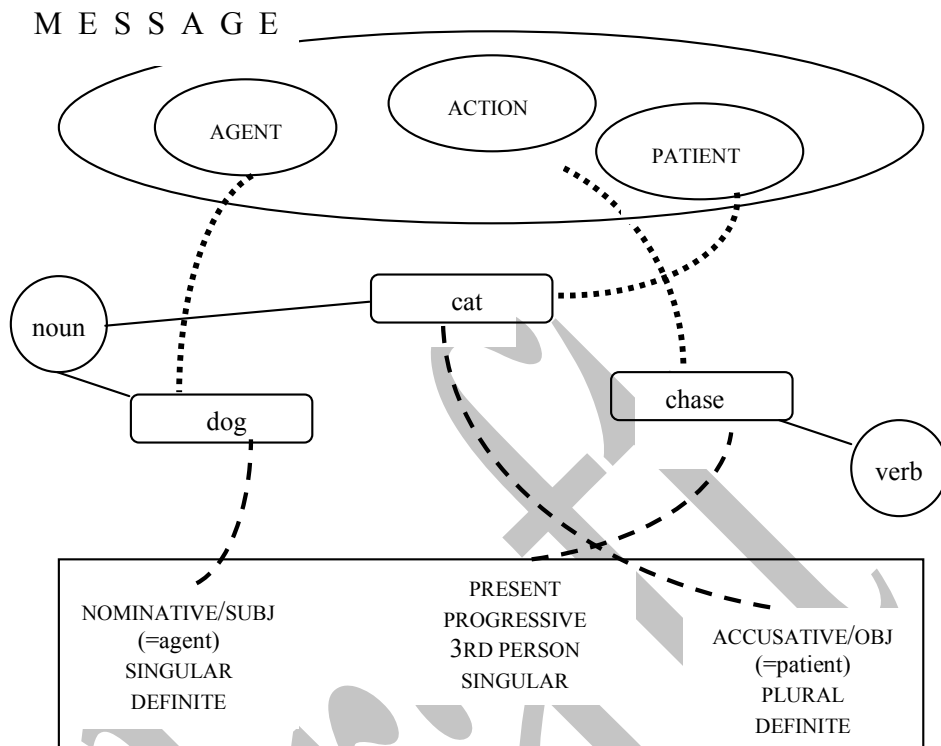 M E S S A G E
AGENT
ACTION
PATIENT
noun
cat
dog
chase
verb
NOMINATIVE/SUBJ
(=agent)
SINGULAR
DEFINITE
PRESENT
PROGRESSIVE
3RD PERSON
SINGULAR
ACCUSATIVE/OBJ
(=patient)
PLURAL
DEFINITE